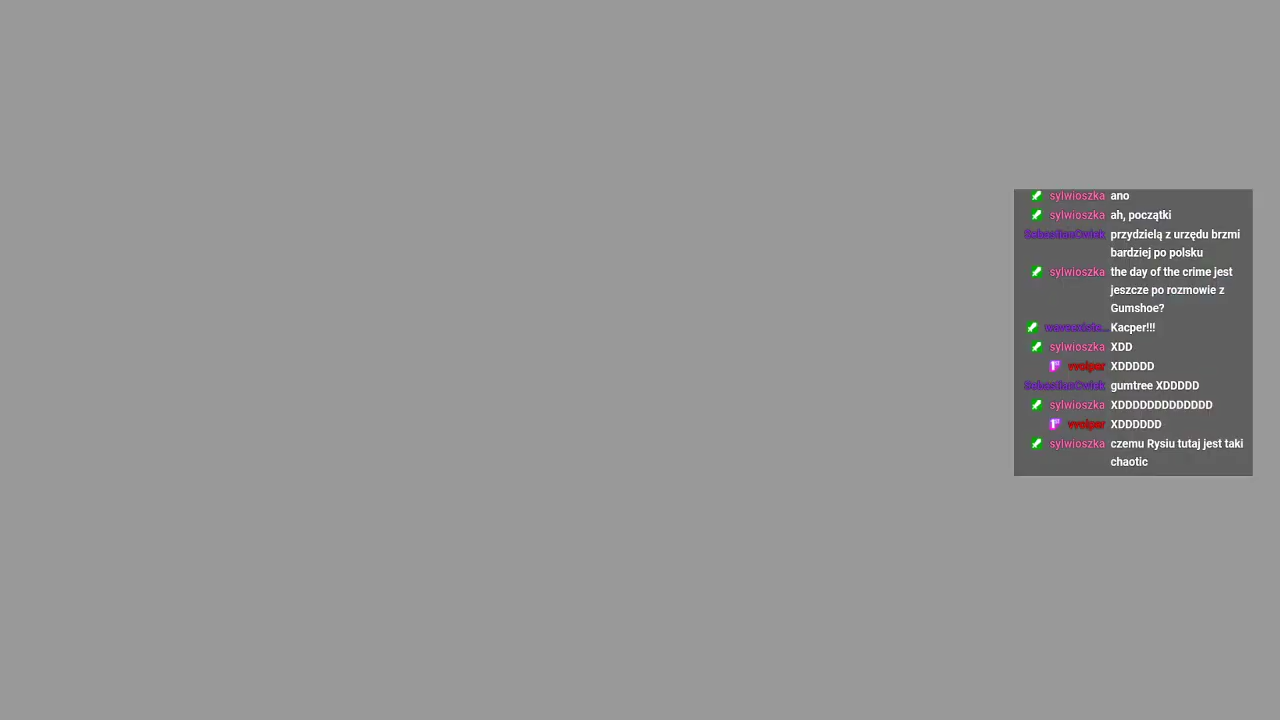 sylwioszka ano
sylwioszka ah, początki
SebastianCwiek przydzielą z urzędu brzmi
bardziej po polsku
sylwioszka the day of the crime jest
jeszcze po rozmowie z
Gumshoe?
Kacper!!!
sylwioszka XDD
vvolper XDDDDD
SebastianCwiek gumtree XDDDDD
sylwioszka XDDDDDDDDDDDDD
vvolper XDDDDDD
sylwioszka czemu Rysiu tutaj jest taki
chaotic